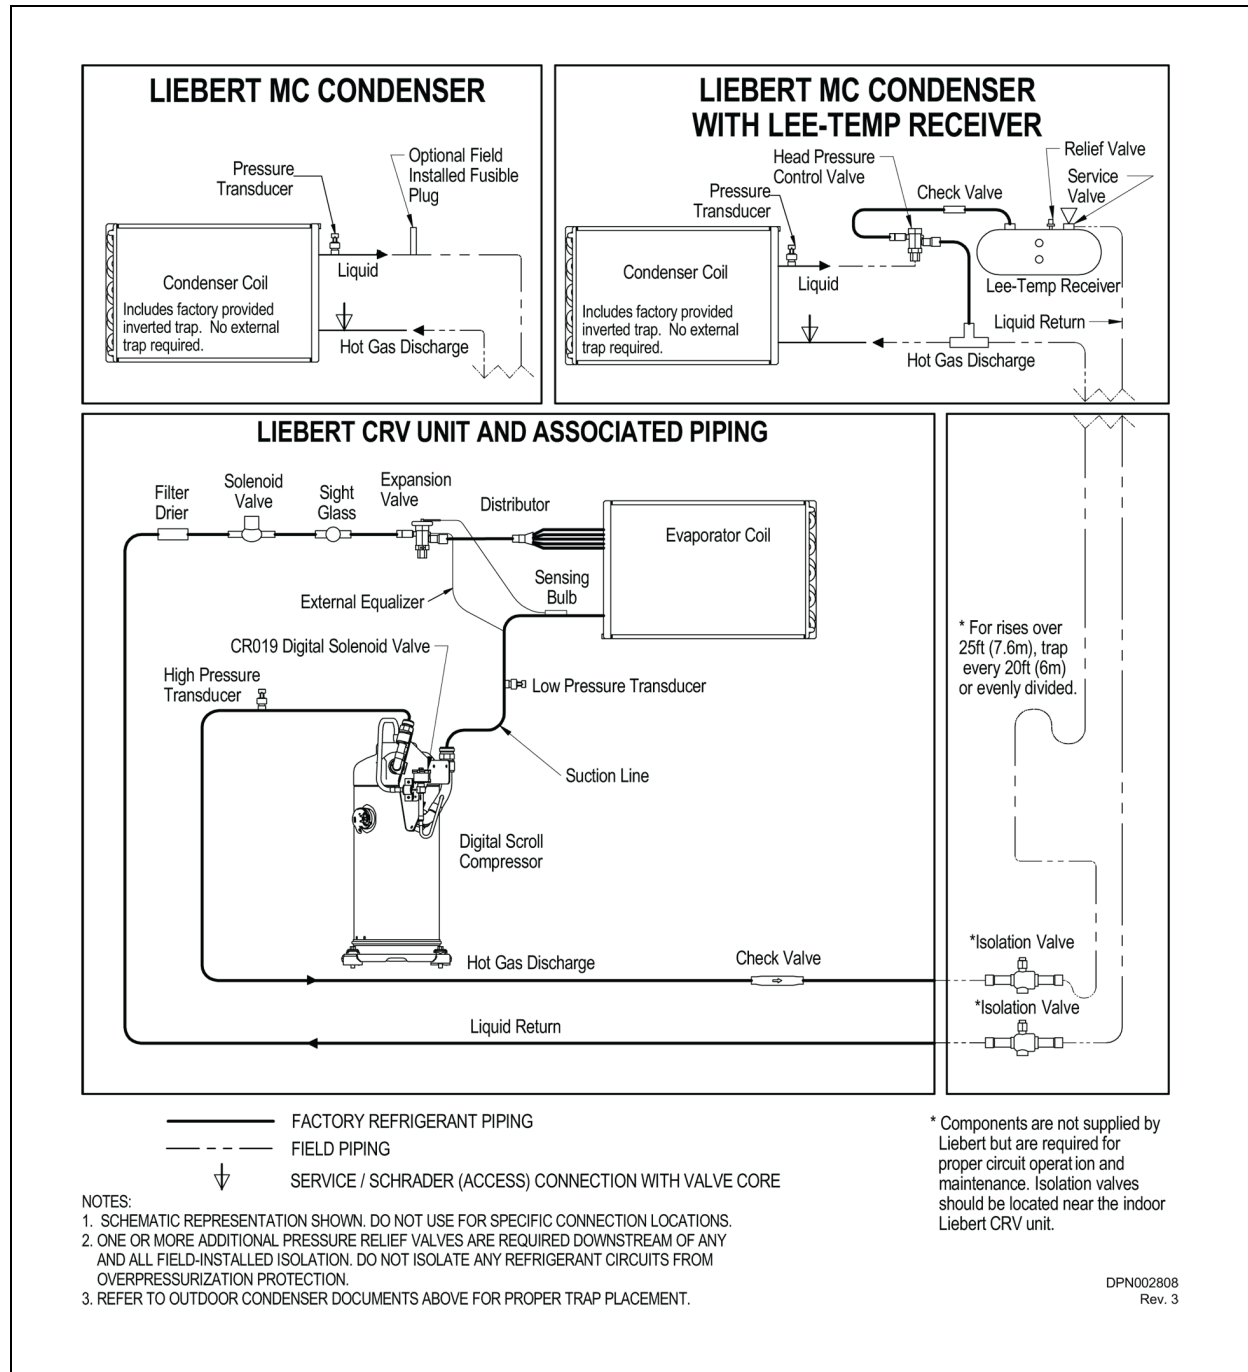 LIEBERT MC CONDENSER
Pressure
Transducer
Optional Field
Installed Fusible
Plug
Liquid
Condenser Coil
Includes factory provided
inverted trap. No external
trap required.
Hot Gas Discharge
LIEBERT MC CONDENSER
WITH LEE-TEMP RECEIVER
Head Pressure
Control Valve
Relief Valve
Service
Valve
Check Valve
Pressure
Transducer
Condenser Coil
Liquid
Lee-Temp Receiver
Includes factory provided
inverted trap. No external
trap required.
Liquid Return
Hot Gas Discharge
LIEBERT CRV UNIT AND ASSOCIATED PIPING
Filter
Drier
Solenoid
Valve
Sight
Glass
Expansion
Valve
Distributor
Evaporator Coil
Sensing
Bulb
External Equalizer
CR019 Digital Solenoid Valve
High Pressure
Transducer
Low Pressure Transducer
Suction Line
Digital Scroll
Compressor
Hot Gas Discharge
Check Valve
Liquid Return
* For rises over
25ft (7.6m), trap
every 20ft (6m)
or evenly divided.
*Isolation Valve
*Isolation Valve
FACTORY REFRIGERANT PIPING
FIELD PIPING
SERVICE / SCHRADER (ACCESS) CONNECTION WITH VALVE CORE
NOTES:
1. SCHEMATIC REPRESENTATION SHOWN. DO NOT USE FOR SPECIFIC CONNECTION LOCATIONS.
2. ONE OR MORE ADDITIONAL PRESSURE RELIEF VALVES ARE REQUIRED DOWNSTREAM OF ANY
AND ALL FIELD-INSTALLED ISOLATION. DO NOT ISOLATE ANY REFRIGERANT CIRCUITS FROM
OVERPRESSURIZATION PROTECTION.
3. REFER TO OUTDOOR CONDENSER DOCUMENTS ABOVE FOR PROPER TRAP PLACEMENT.
* Components are not supplied by
Liebert but are required for
proper circuit operation and
maintenance. Isolation valves
should be located near the indoor
Liebert CRV unit.
DPN002808
Rev. 3